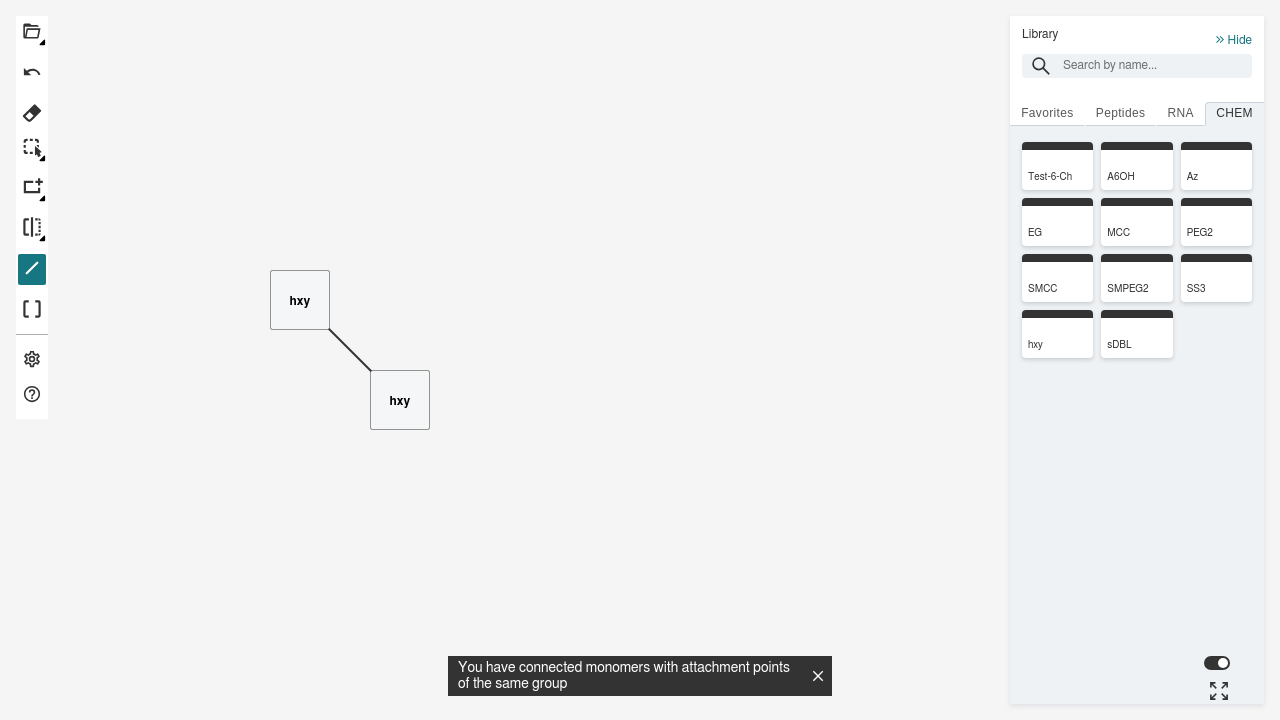 Library
Hide
Search by name...
Favorites
Peptides
RNA
CHEM
Test-6-Ch
A6OH
Az
EG
MCC
PEG2
SMCC
SMPEG2
SS3
hxy
sDBL
hxy
hxy
You have connected monomers with attachment points
of the same group